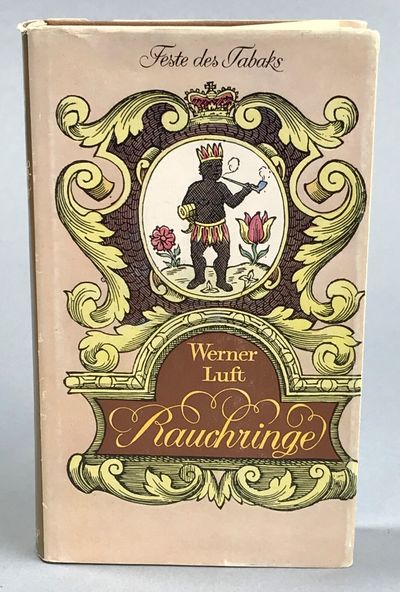 Feste des Tabaks
Werner
Luft
Rauchringe